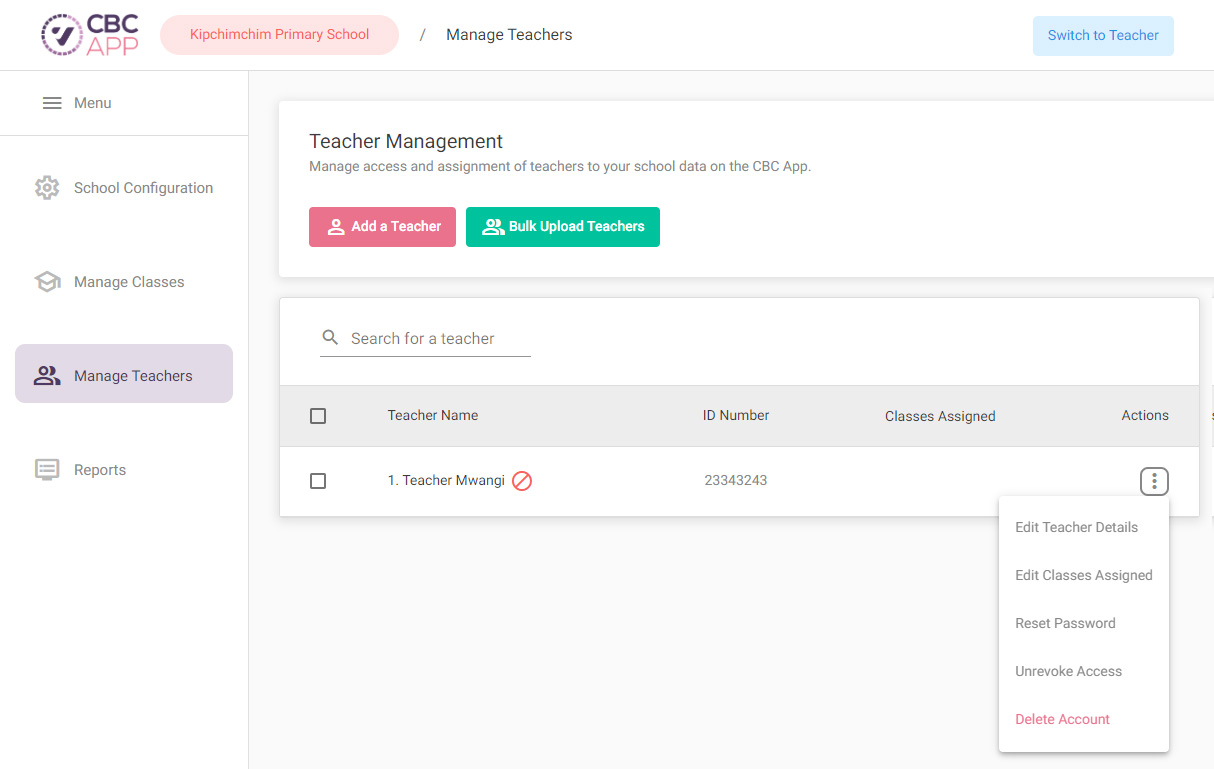 CBC
APP
Kipchimchim Primary School / Manage Teachers
Switch to Teacher
Menu
School Configuration
Manage Classes
Manage Teachers
Reports
Teacher Management
Manage access and assignment of teachers to your school data on the CBC App.
Add a Teacher
Bulk Upload Teachers
Search for a teacher
Teacher Name ID Number Classes Assigned Actions
1. Teacher Mwangi 23343243
Edit Teacher Details
Edit Classes Assigned
Reset Password
Unrevoke Access
Delete Account